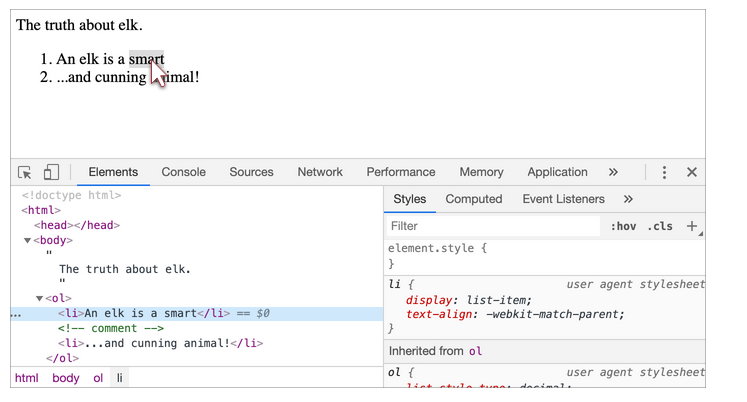 The truth about elk.
1. An elk is a smart
2. ...and cunning animal!
Elements Console Sources Network Performance Memory Application »
<!doctype html>
<html>
<head></head>
▼<body>
"
The truth about elk.
"
▼<ol>
... <li>An elk is a smart</li> == $0
<!-- comment -->
<li>...and cunning animal!</li>
</ol>
html body ol li
Styles Computed Event Listeners »
Filter :hov .cls +
element.style {
}
li { user agent stylesheet
display: list-item;
text-align: -webkit-match-parent;
}
Inherited from ol
ol { user agent stylesheet
list-style-type: decimal;